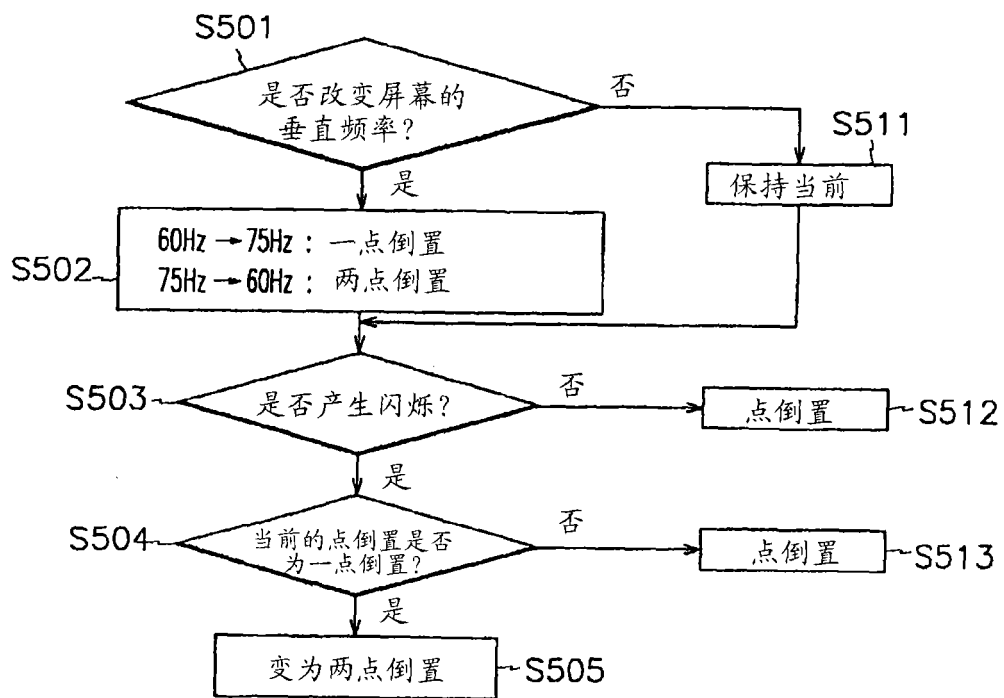 S501
是否改变屏幕的
垂直频率?
否
S511
保持当前
是
60Hz→75Hz: 一点倒置
75Hz→60Hz: 两点倒置
S502
S503
是否产生闪烁?
否
点倒置
S512
是
S504
当前的点倒置是否
为一点倒置?
否
点倒置
S513
是
变为两点倒置
S505